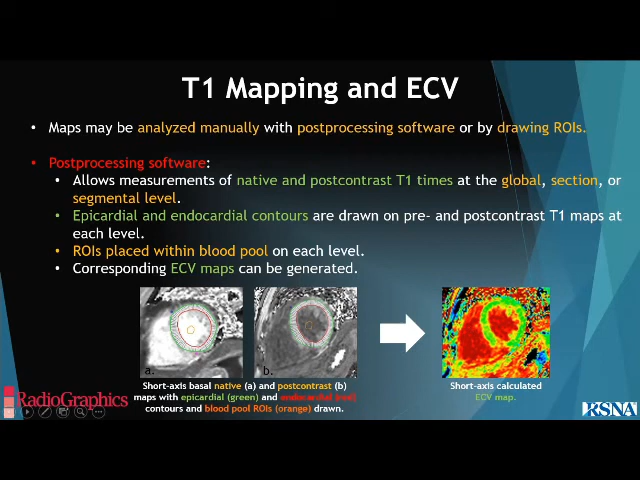 T1 Mapping and ECV
• Maps may be analyzed manually with postprocessing software or by drawing ROIs.
• Postprocessing software:
• Allows measurements of native and postcontrast T1 times at the global, section, or
segmental level.
• Epicardial and endocardial contours are drawn on pre- and postcontrast T1 maps at
each level.
• ROIs placed within blood pool on each level.
• Corresponding ECV maps can be generated.
a.
b.
Short-axis basal native (a) and postcontrast (b)
maps with epicardial (green) and endocardial (red)
contours and blood pool ROIs (orange) drawn.
Short-axis calculated
ECV map.
RadioGraphics
RSNA